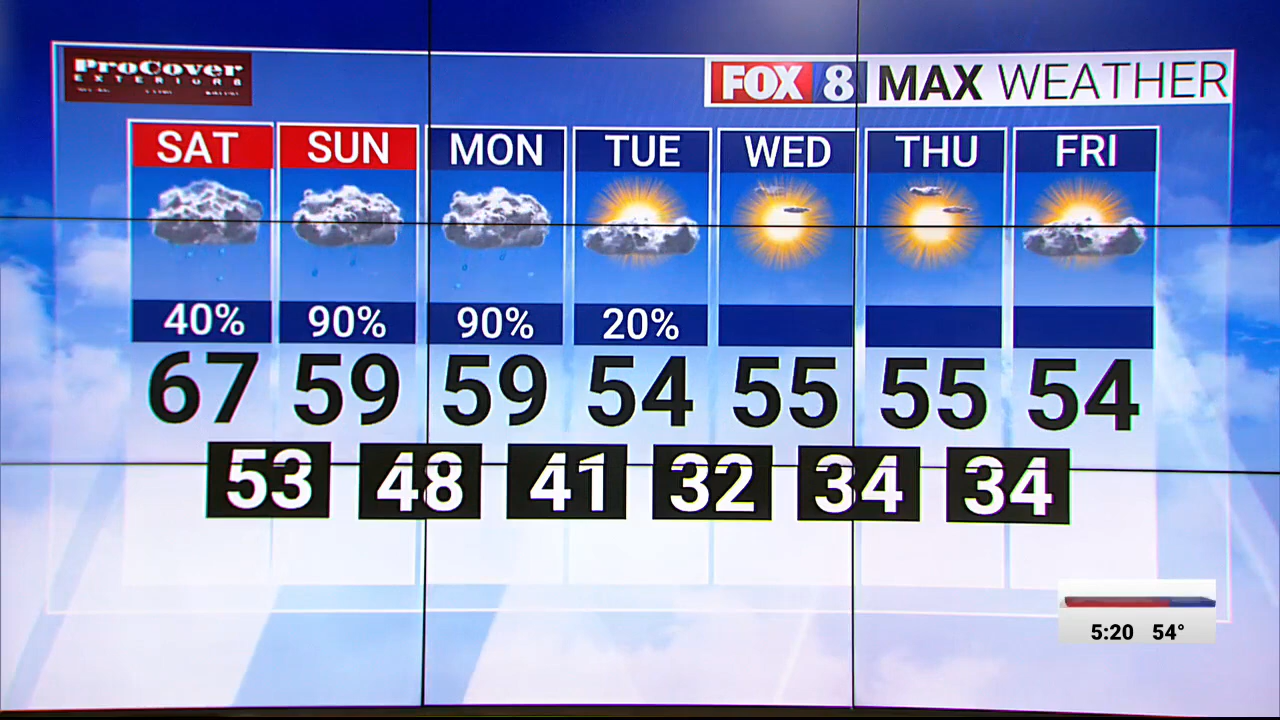 ProCover
EXTERIORS
FOX 8 MAX WEATHER
SAT SUN MON TUE WED THU FRI
40% 90% 90% 20%
67 59 59 54 55 55 54
53 48 41 32 34 34
5:20 54°